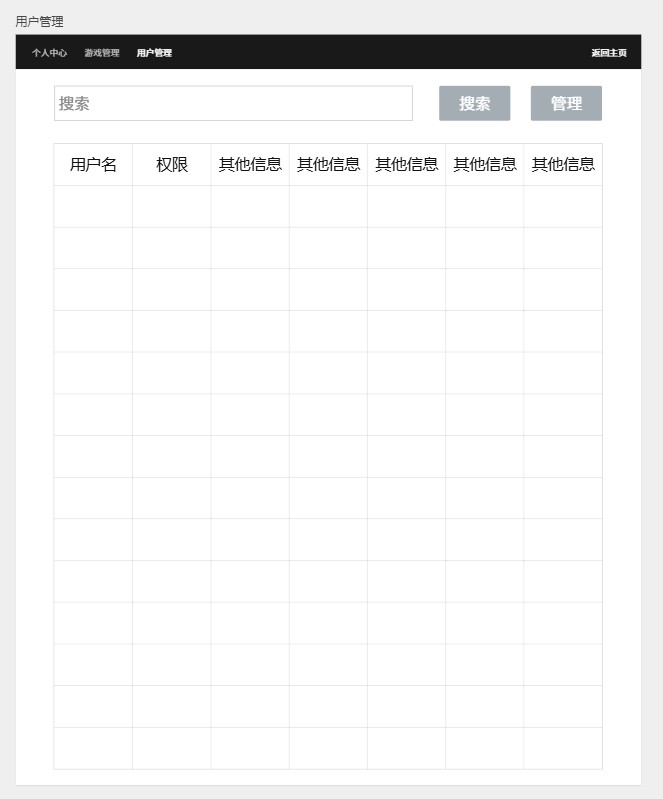 用户管理
个人中心 游戏管理 用户管理 返回主页
搜索 搜索 管理
用户名 权限 其他信息 其他信息 其他信息 其他信息 其他信息